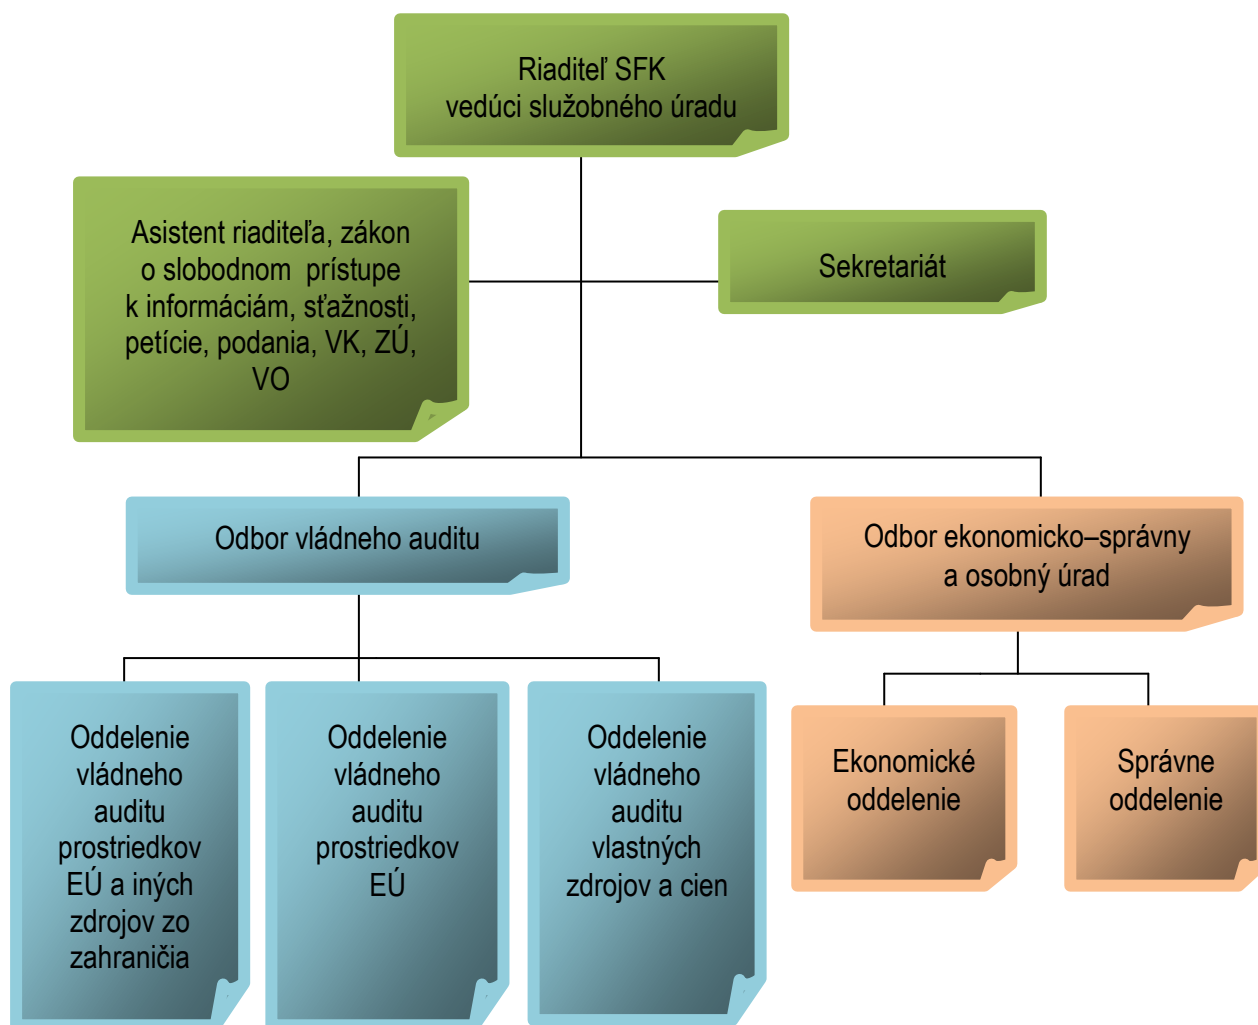 Riaditeľ SFK
vedúci služobného úradu
Asistent riaditeľa, zákon
o slobodnom prístupe
k informáciám, sťažnosti,
petície, podania, VK, ZÚ,
VO
Sekretariát
Odbor vládneho auditu
Odbor ekonomicko–správny
a osobný úrad
Oddelenie
vládneho
auditu
prostriedkov
EÚ a iných
zdrojov zo
zahraničia
Oddelenie
vládneho
auditu
prostriedkov
EÚ
Oddelenie
vládneho
auditu
vlastných
zdrojov a cien
Ekonomické
oddelenie
Správne
oddelenie